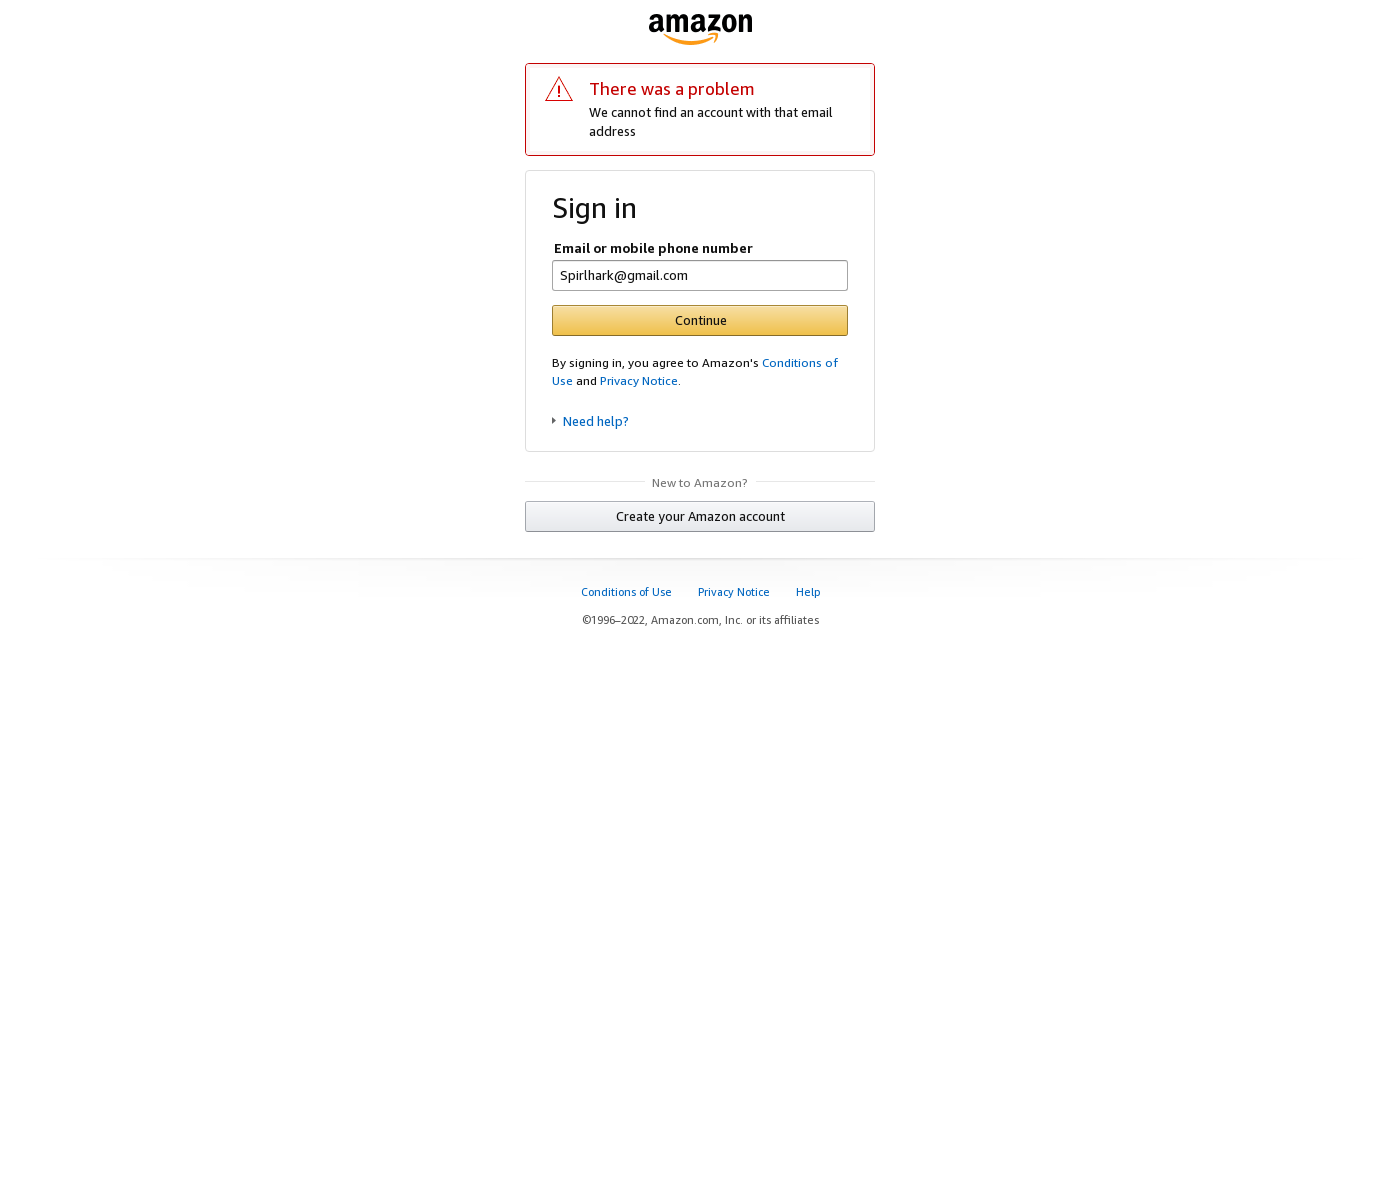 amazon
There was a problem
We cannot find an account with that email
address
Sign in
Email or mobile phone number
Spirlhark@gmail.com
Continue
By signing in, you agree to Amazon's Conditions of
Use and Privacy Notice.
Need help?
New to Amazon?
Create your Amazon account
Conditions of Use Privacy Notice Help
©1996–2022, Amazon.com, Inc. or its affiliates